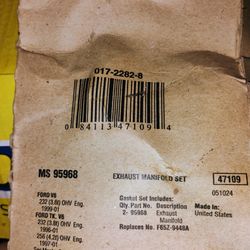 017-2282-8
0 84113 47109 4
MS 95968
EXHAUST MANIFOLD SET
47109
051024
FORD V6
232 (3.8l) OHV Eng.
1999-01
FORD TK. V6
232 (3.8l) OHV Eng.
1996-01
256 (4.2l) OHV Eng.
1997-01
Gasket Set Includes:
Qty. Part No. Description
2- 95968 Exhaust
Manifold
Replaces No. F65Z-9448A
Made In:
United States